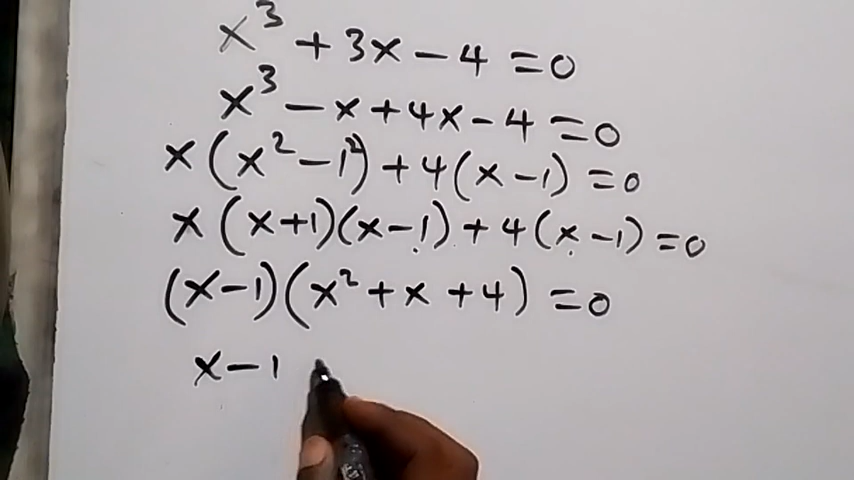 x³ + 3x - 4 = 0
x³ - x + 4x - 4 = 0
x(x² - 1²) + 4(x - 1) = 0
x(x+1)(x-1) + 4(x-1) = 0
(x-1)(x² + x + 4) = 0
x - 1